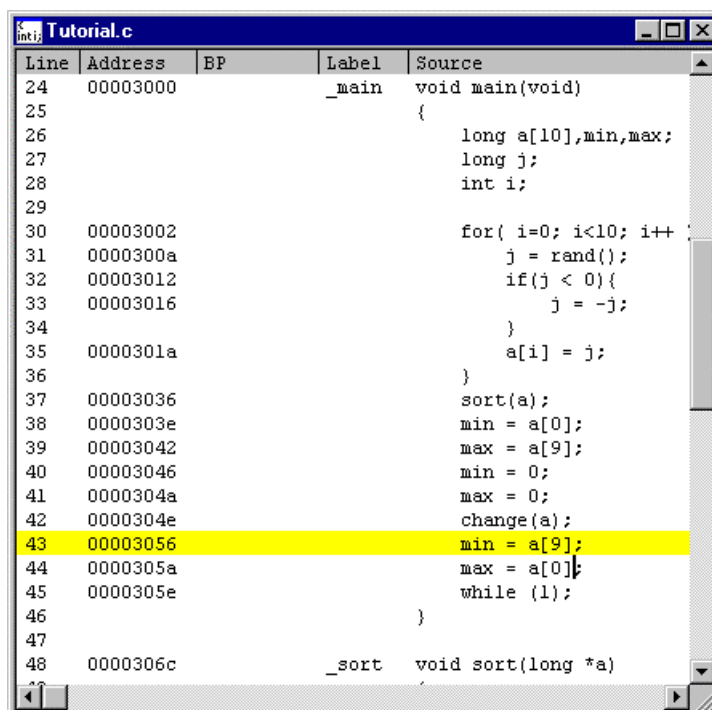 int i;
Tutorial.c
Line Address BP Label Source
24 00003000 _main void main(void)
25 {
26 long a[10],min,max;
27 long j;
28 int i;
29
30 00003002 for( i=0; i<10; i++
31 0000300a j = rand();
32 00003012 if(j < 0){
33 00003016 j = -j;
34 }
35 0000301a a[i] = j;
36 }
37 00003036 sort(a);
38 0000303e min = a[0];
39 00003042 max = a[9];
40 00003046 min = 0;
41 0000304a max = 0;
42 0000304e change(a);
43 00003056 min = a[9];
44 0000305a max = a[0];
45 0000305e while (1);
46 }
47
48 0000306c _sort void sort(long *a)